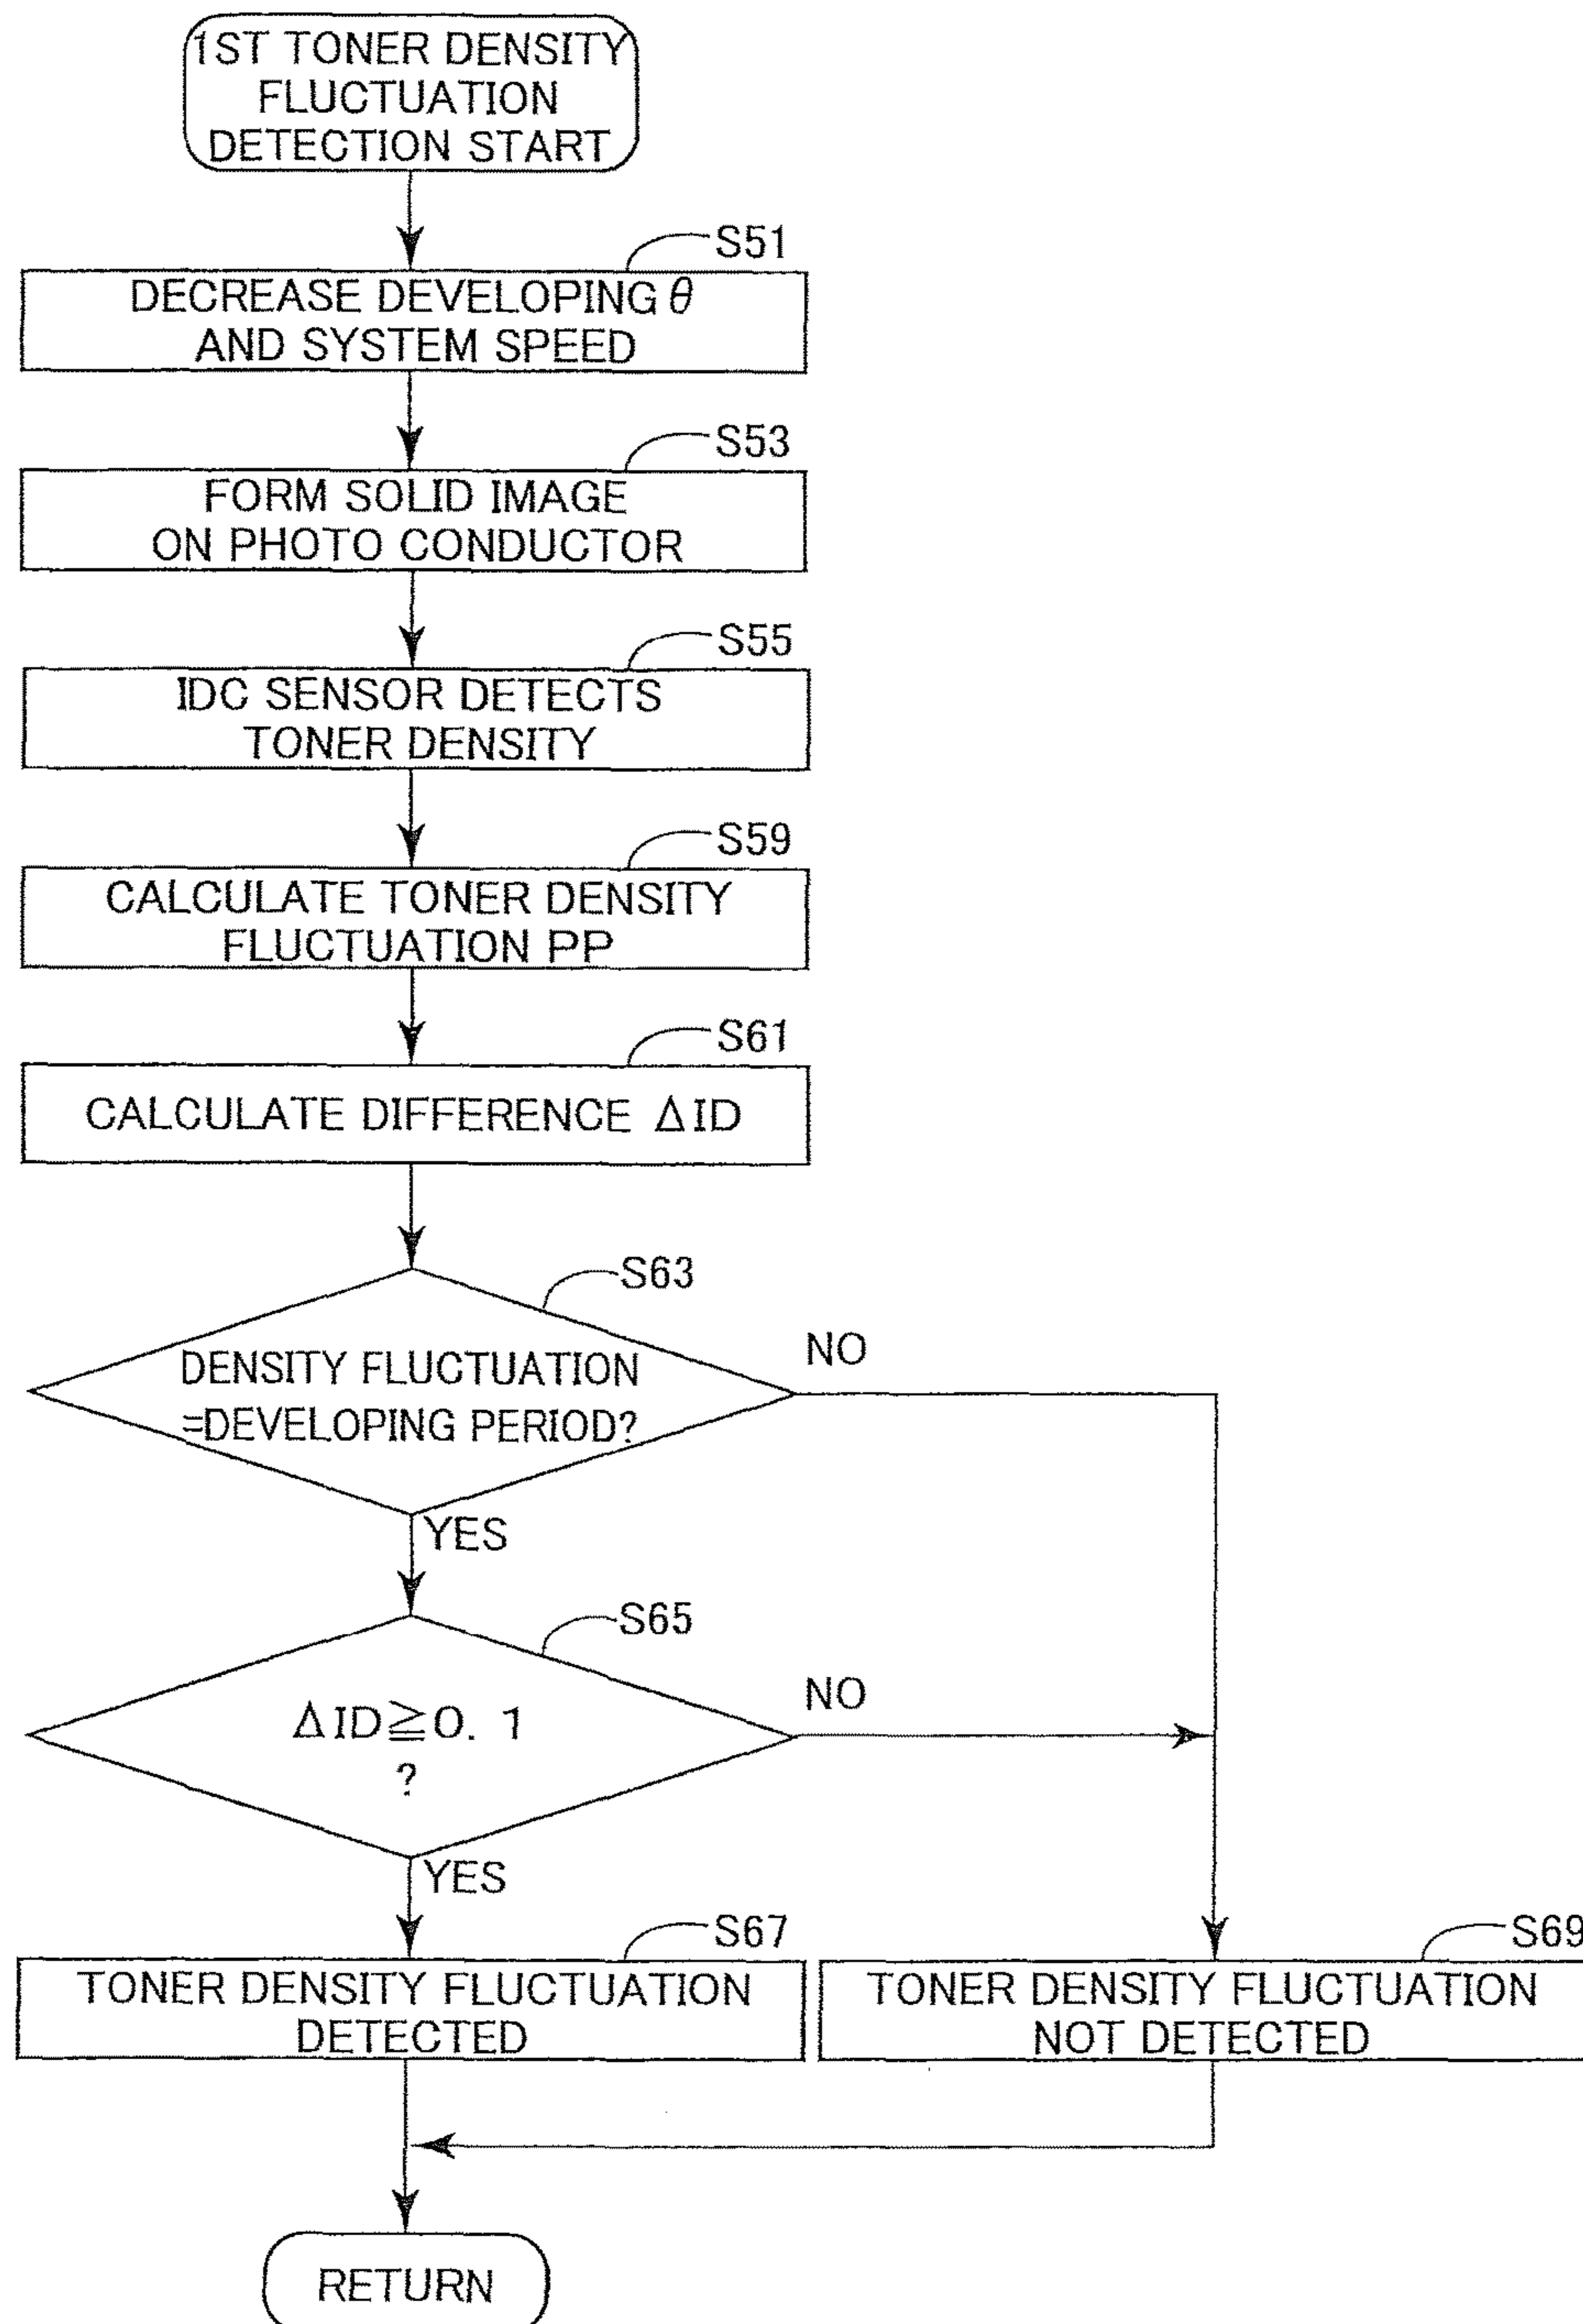 1ST TONER DENSITY
FLUCTUATION
DETECTION START
S51
DECREASE DEVELOPING θ
AND SYSTEM SPEED
S53
FORM SOLID IMAGE
ON PHOTO CONDUCTOR
S55
IDC SENSOR DETECTS
TONER DENSITY
S59
CALCULATE TONER DENSITY
FLUCTUATION PP
S61
CALCULATE DIFFERENCE ΔID
S63
DENSITY FLUCTUATION
=DEVELOPING PERIOD?
NO
YES
S65
ΔID≧0. 1
?
NO
YES
S67
TONER DENSITY FLUCTUATION
DETECTED
S69
TONER DENSITY FLUCTUATION
NOT DETECTED
RETURN